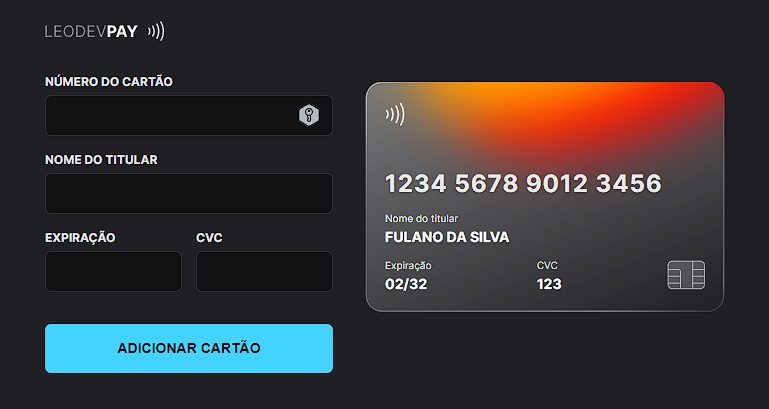 LEODEVPAY
NÚMERO DO CARTÃO
NOME DO TITULAR
EXPIRAÇÃO CVC
ADICIONAR CARTÃO
1234 5678 9012 3456
Nome do titular
FULANO DA SILVA
Expiração CVC
02/32 123